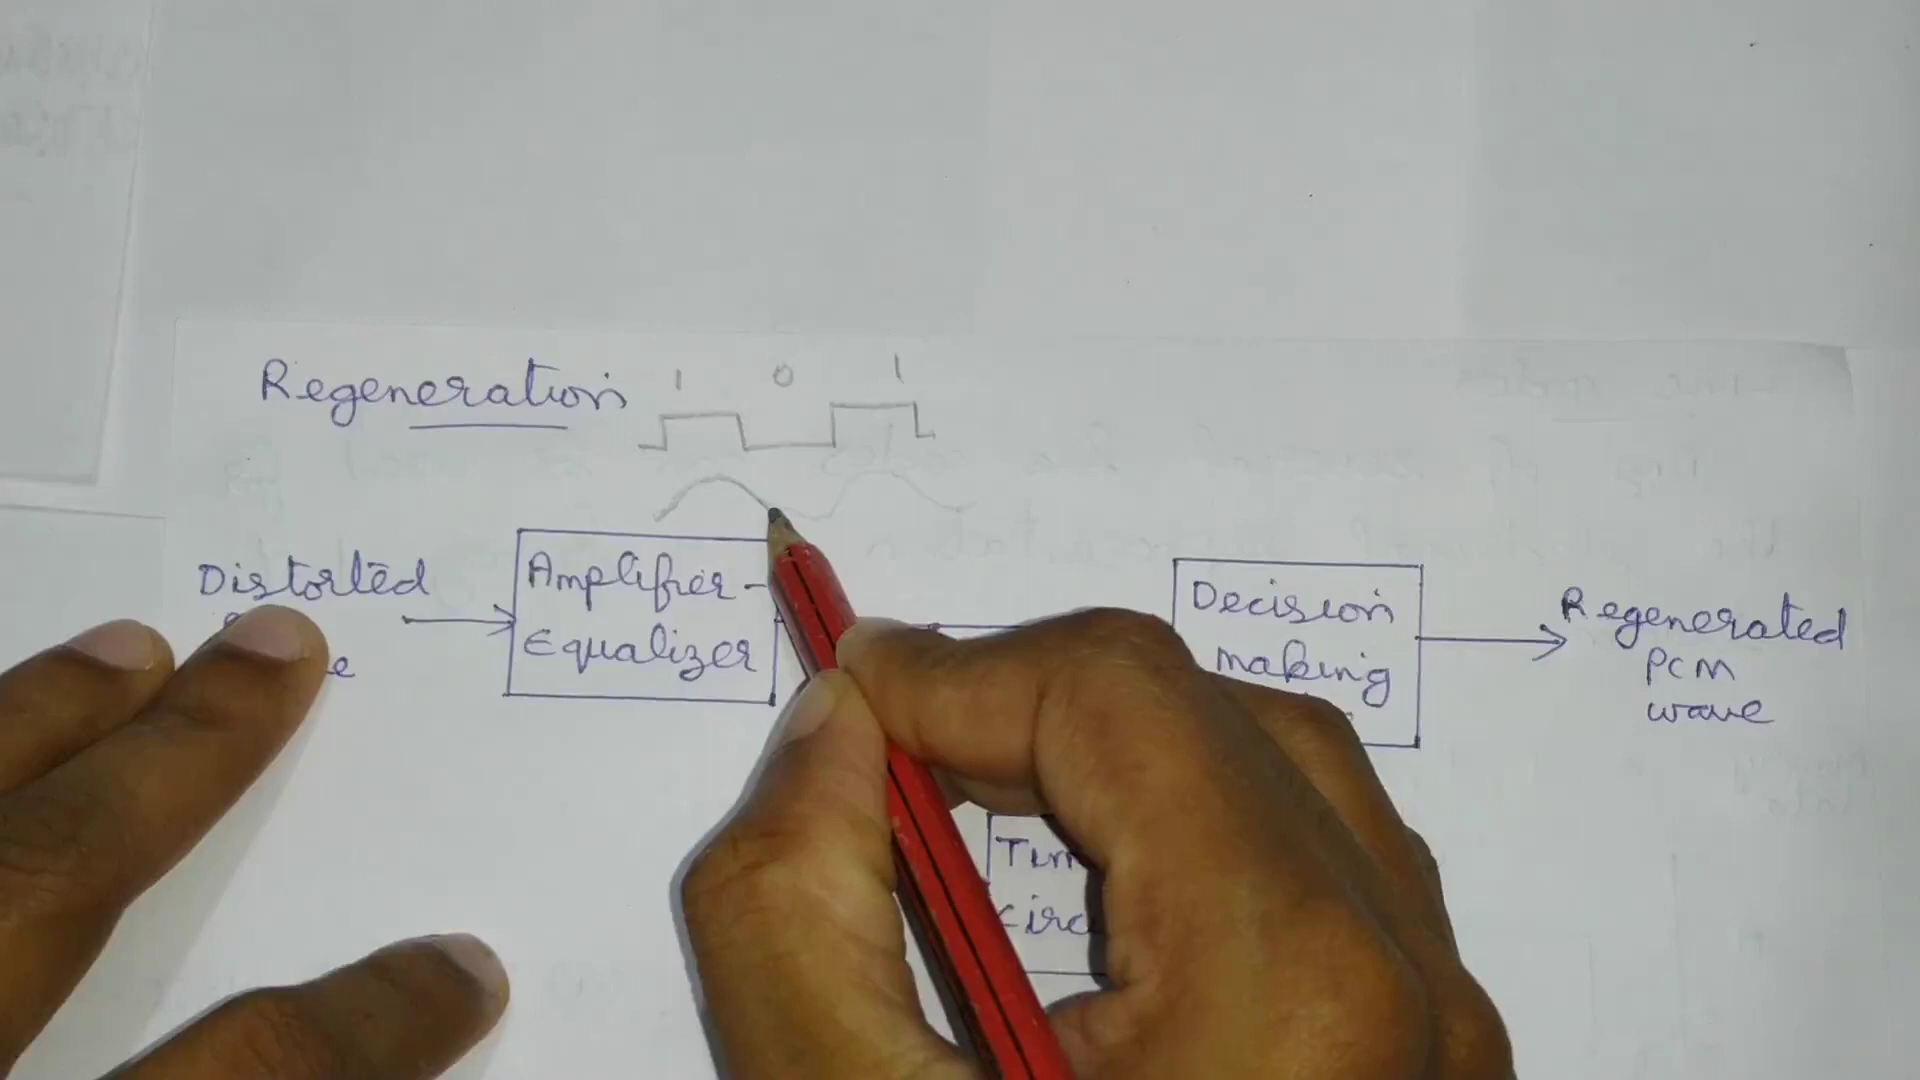 Regeneration
1 0 1
Distorted
Amplifier-
Equalizer
Decision
making
Regenerated
PCM
wave